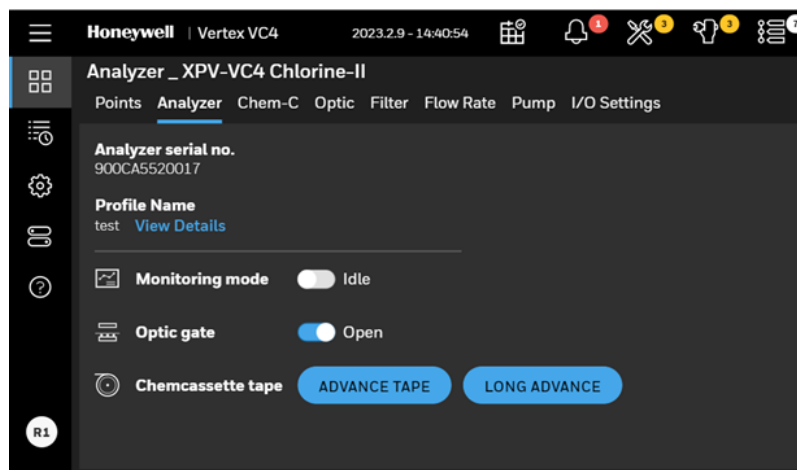 Honeywell | Vertex VC4 2023.2.9 - 14:40:54 1 3 3
Analyzer _ XPV-VC4 Chlorine-II
Points Analyzer Chem-C Optic Filter Flow Rate Pump I/O Settings
Analyzer serial no.
900CA5520017
Profile Name
test View Details
Monitoring mode Idle
Optic gate Open
Chemcassette tape ADVANCE TAPE LONG ADVANCE
R1